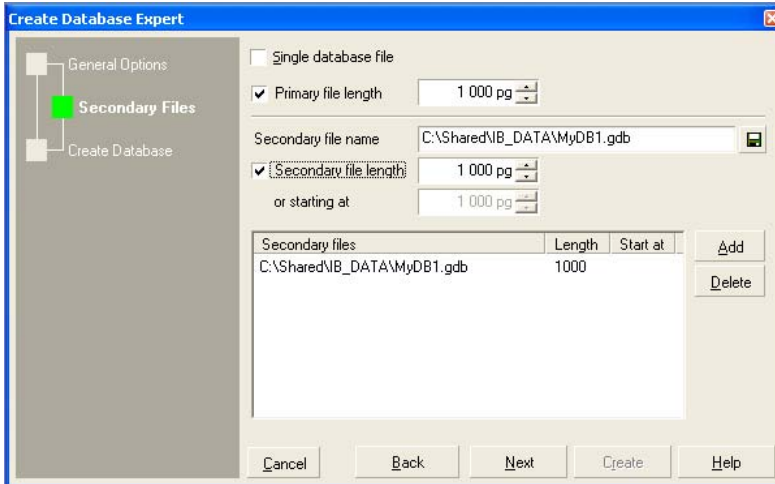 Create Database Expert
General Options
Secondary Files
Create Database
Single database file
Primary file length 1 000 pg
Secondary file name C:\Shared\IB_DATA\MyDB1.gdb
Secondary file length 1 000 pg
or starting at 1 000 pg
Secondary files Length Start at
C:\Shared\IB_DATA\MyDB1.gdb 1000
Add
Delete
Cancel Back Next Create Help